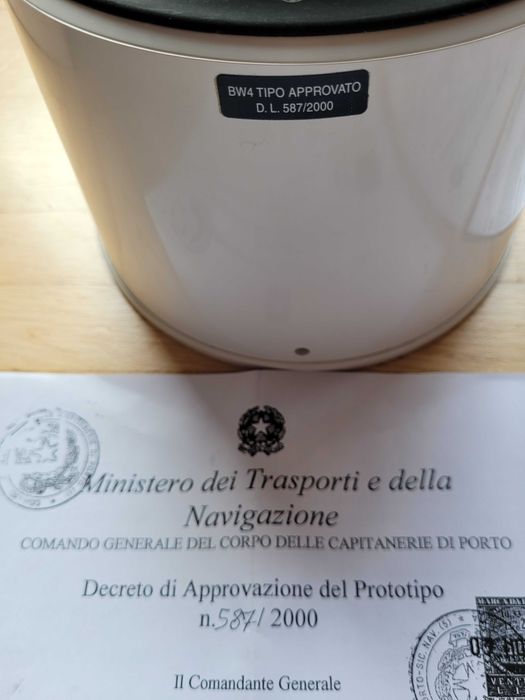 BW4 TIPO APPROVATO
D. L. 587/2000
Ministero dei Trasporti e della
Navigazione
COMANDO GENERALE DEL CORPO DELLE CAPITANERIE DI PORTO
Decreto di Approvazione del Prototipo
n.587/ 2000
Il Comandante Generale